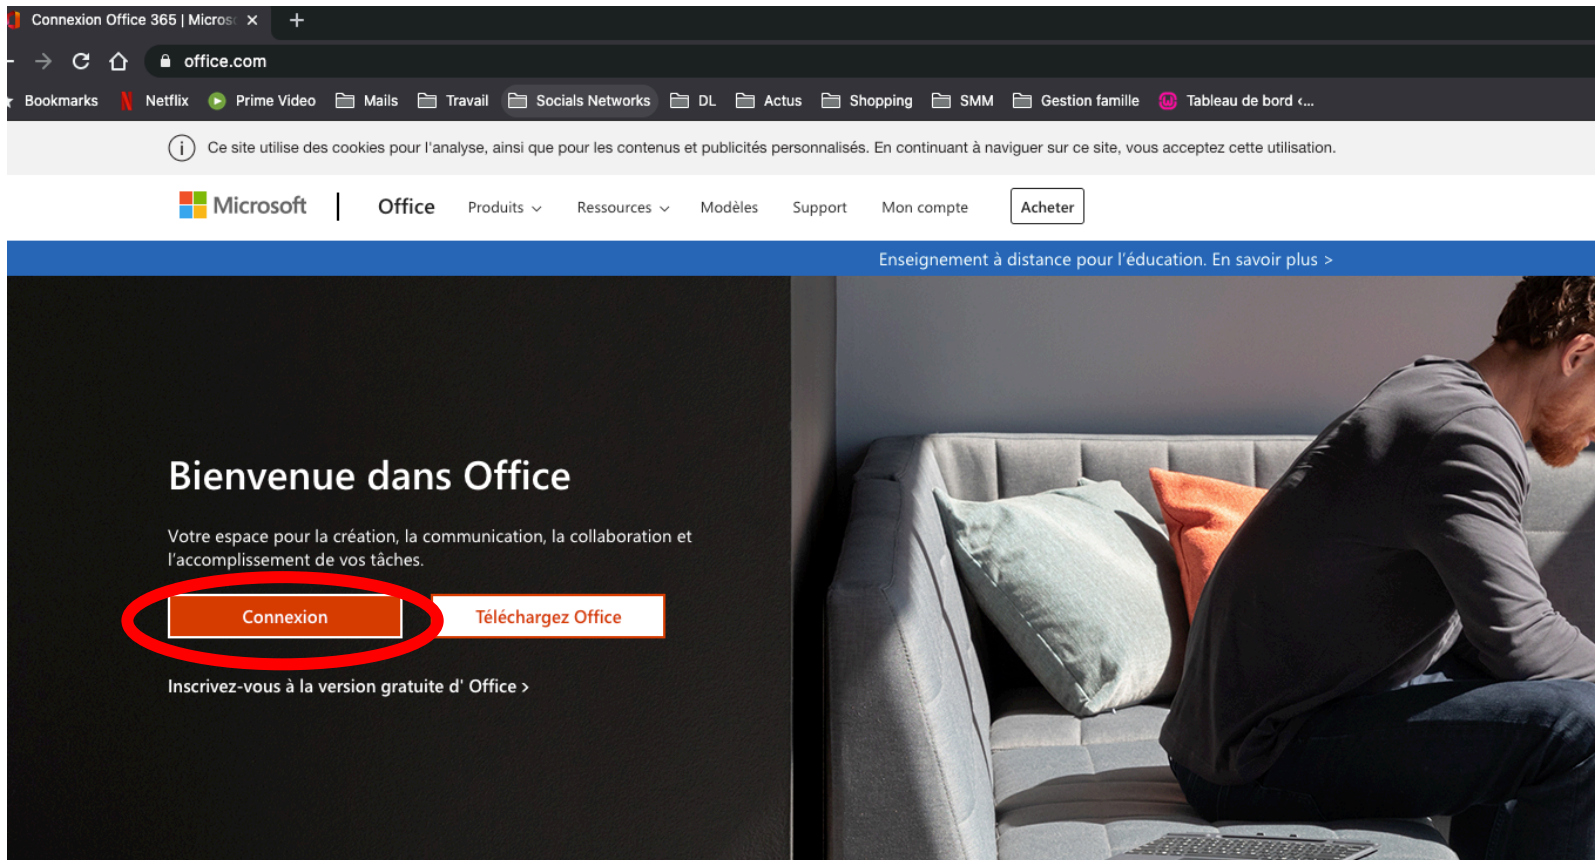 Connexion Office 365 | Micros
office.com
Bookmarks Netflix Prime Video Mails Travail Socials Networks DL Actus Shopping SMM Gestion famille Tableau de bord ‹...
Ce site utilise des cookies pour l'analyse, ainsi que pour les contenus et publicités personnalisés. En continuant à naviguer sur ce site, vous acceptez cette utilisation.
Microsoft | Office Produits Ressources Modèles Support Mon compte Acheter
Enseignement à distance pour l'éducation. En savoir plus >
Bienvenue dans Office
Votre espace pour la création, la communication, la collaboration et
l'accomplissement de vos tâches.
Connexion Téléchargez Office
Inscrivez-vous à la version gratuite d' Office >